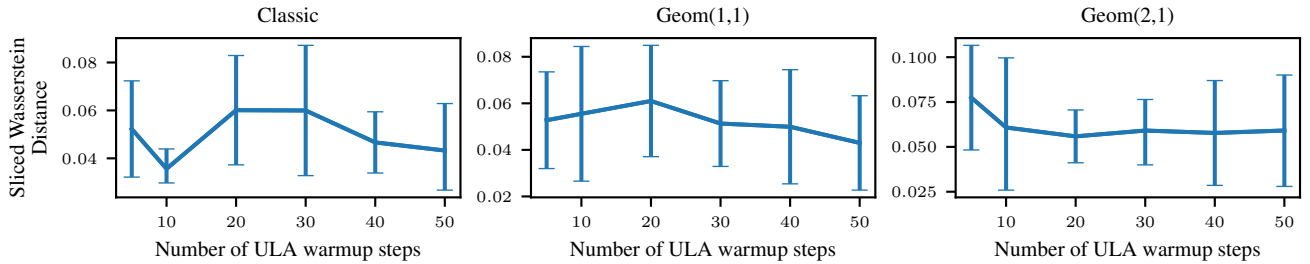 Classic
Geom(1,1)
Geom(2,1)
Sliced Wasserstein
Distance
0.08
0.06
0.04
10 20 30 40 50
Number of ULA warmup steps
0.08
0.06
0.04
0.02
10 20 30 40 50
Number of ULA warmup steps
0.100
0.075
0.050
0.025
10 20 30 40 50
Number of ULA warmup steps